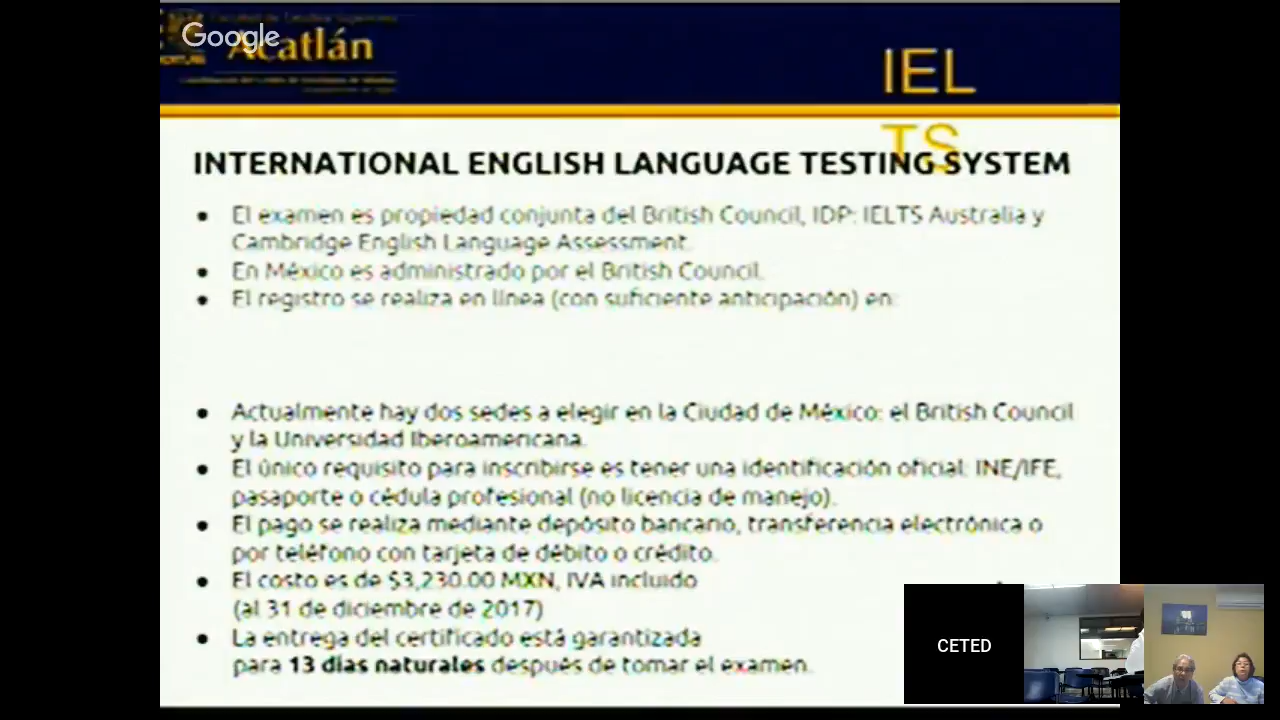 Google
Acatlán
IEL
TS
INTERNATIONAL ENGLISH LANGUAGE TESTING SYSTEM
● El examen es propiedad conjunta del British Council, IDP: IELTS Australia y
Cambridge English Language Assessment.
● En México es administrado por el British Council.
● El registro se realiza en línea (con suficiente anticipación) en:
● Actualmente hay dos sedes a elegir en la Ciudad de México: el British Council
y la Universidad Iberoamericana.
● El único requisito para inscribirse es tener una identificación oficial: INE/IFE,
pasaporte o cédula profesional (no licencia de manejo).
● El pago se realiza mediante depósito bancario, transferencia electrónica o
por teléfono con tarjeta de débito o crédito.
● El costo es de $3,230.00 MXN, IVA incluido
(al 31 de diciembre de 2017)
● La entrega del certificado está garantizada
para 13 días naturales después de tomar el examen.
CETED